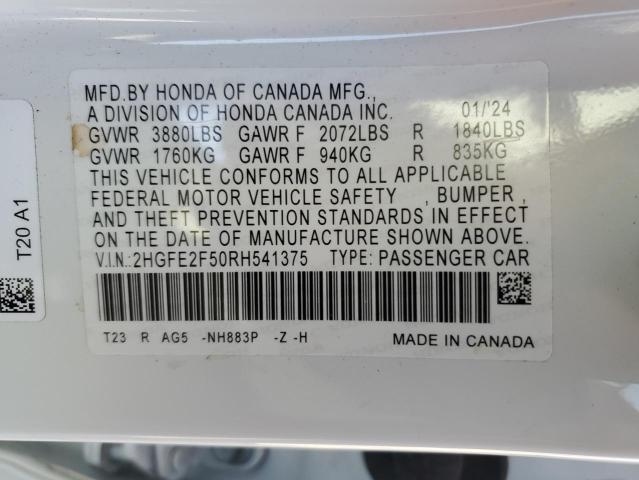 MFD.BY HONDA OF CANADA MFG.,
A DIVISION OF HONDA CANADA INC. 01/'24
GVWR 3880LBS GAWR F 2072LBS R 1840LBS
GVWR 1760KG GAWR F 940KG R 835KG
THIS VEHICLE CONFORMS TO ALL APPLICABLE
FEDERAL MOTOR VEHICLE SAFETY , BUMPER ,
AND THEFT PREVENTION STANDARDS IN EFFECT
ON THE DATE OF MANUFACTURE SHOWN ABOVE.
V.I.N.:2HGFE2F50RH541375 TYPE: PASSENGER CAR
T23 R AG5 -NH883P -Z -H MADE IN CANADA
T20 A1